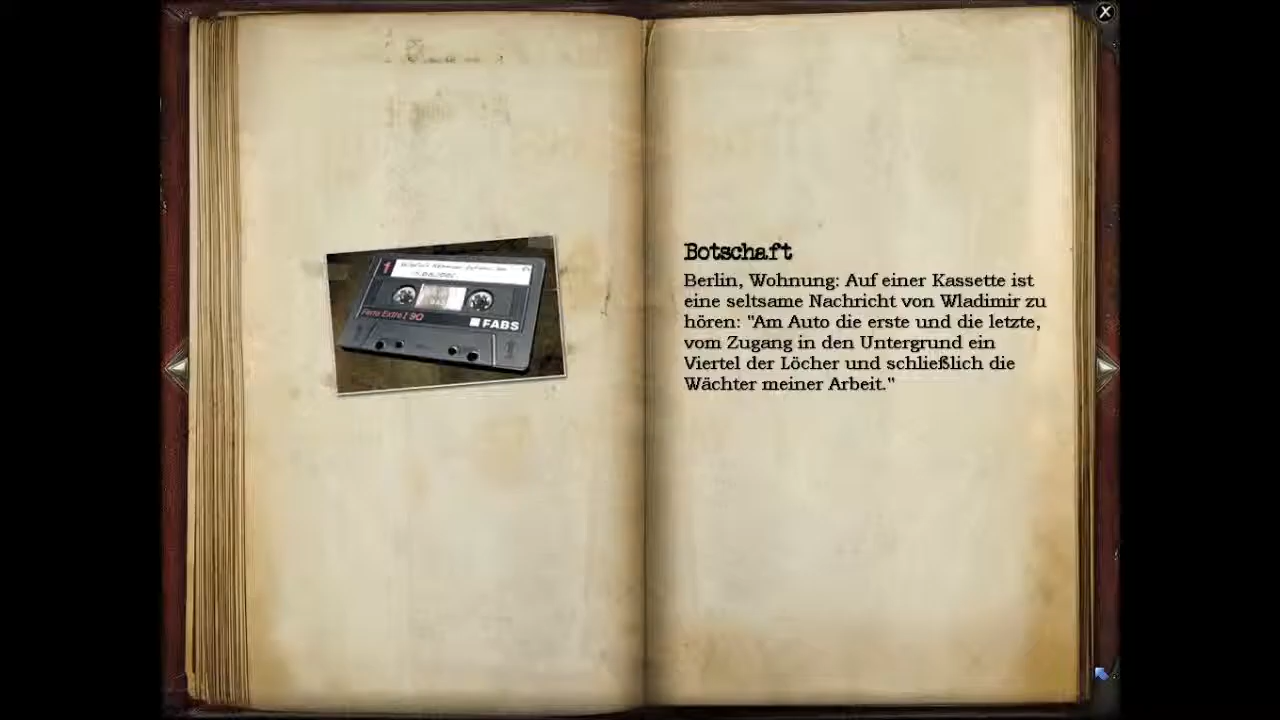 1
Ferro Extra I 90
FABS
Botschaft
Berlin, Wohnung: Auf einer Kassette ist
eine seltsame Nachricht von Wladimir zu
hören: "Am Auto die erste und die letzte,
vom Zugang in den Untergrund ein
Viertel der Löcher und schließlich die
Wächter meiner Arbeit."